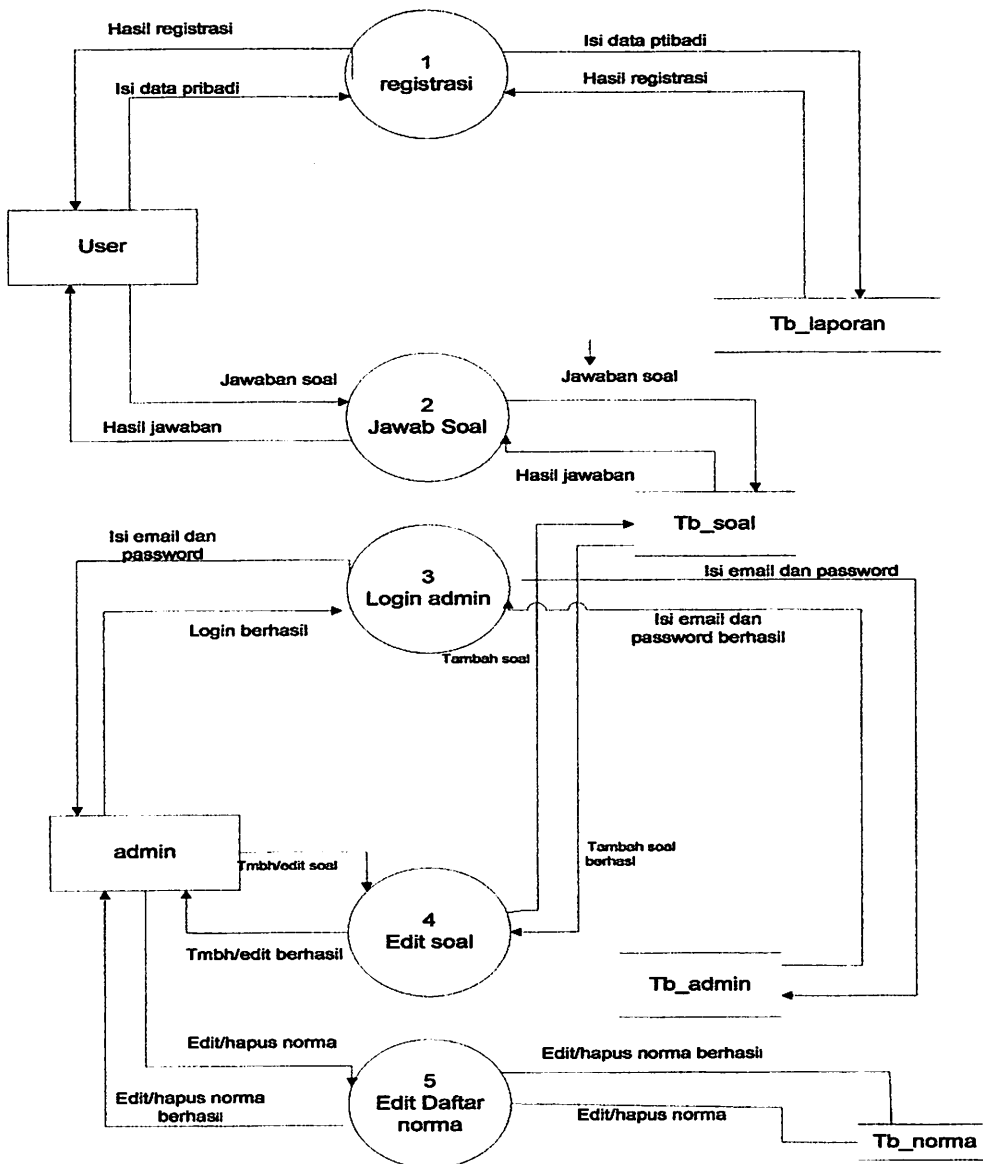 Hasil registrasi
1
registrasi
Isi data ptibadi
Hasil registrasi
Isi data pribadi
User
Tb_laporan
Jawaban soal
2
Jawab Soal
Jawaban soal
Hasil jawaban
Hasil jawaban
Tb_soal
Isi email dan
password
3
Login admin
Isi email dan password
Login berhasil
Isi email dan
password berhasil
Tambah soal
admin
Tmbh/edit soal
Tambah soal
berhasl
4
Edit soal
Tmbh/edit berhasil
Tb_admin
Edit/hapus norma
5
Edit Daftar
norma
Edit/hapus norma berhasil
Edit/hapus norma
berhasil
Edit/hapus norma
Tb_norma